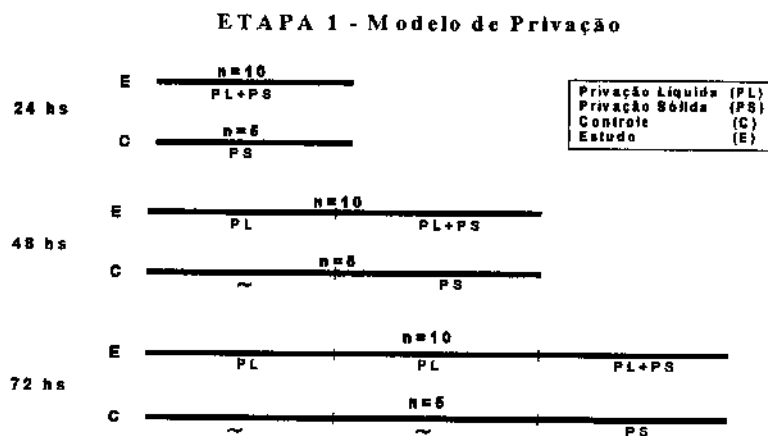 ETAPA 1 - Modelo de Privação
Privação Líquida (PL)
Privação Sólida (PS)
Controle (C)
Estudo (E)
24 hs
E n=10
PL+PS
C n=5
PS
48 hs
E n=10
PL PL+PS
C n=5
~ PS
72 hs
E n=10
PL PL PL+PS
C n=5
~ ~ PS